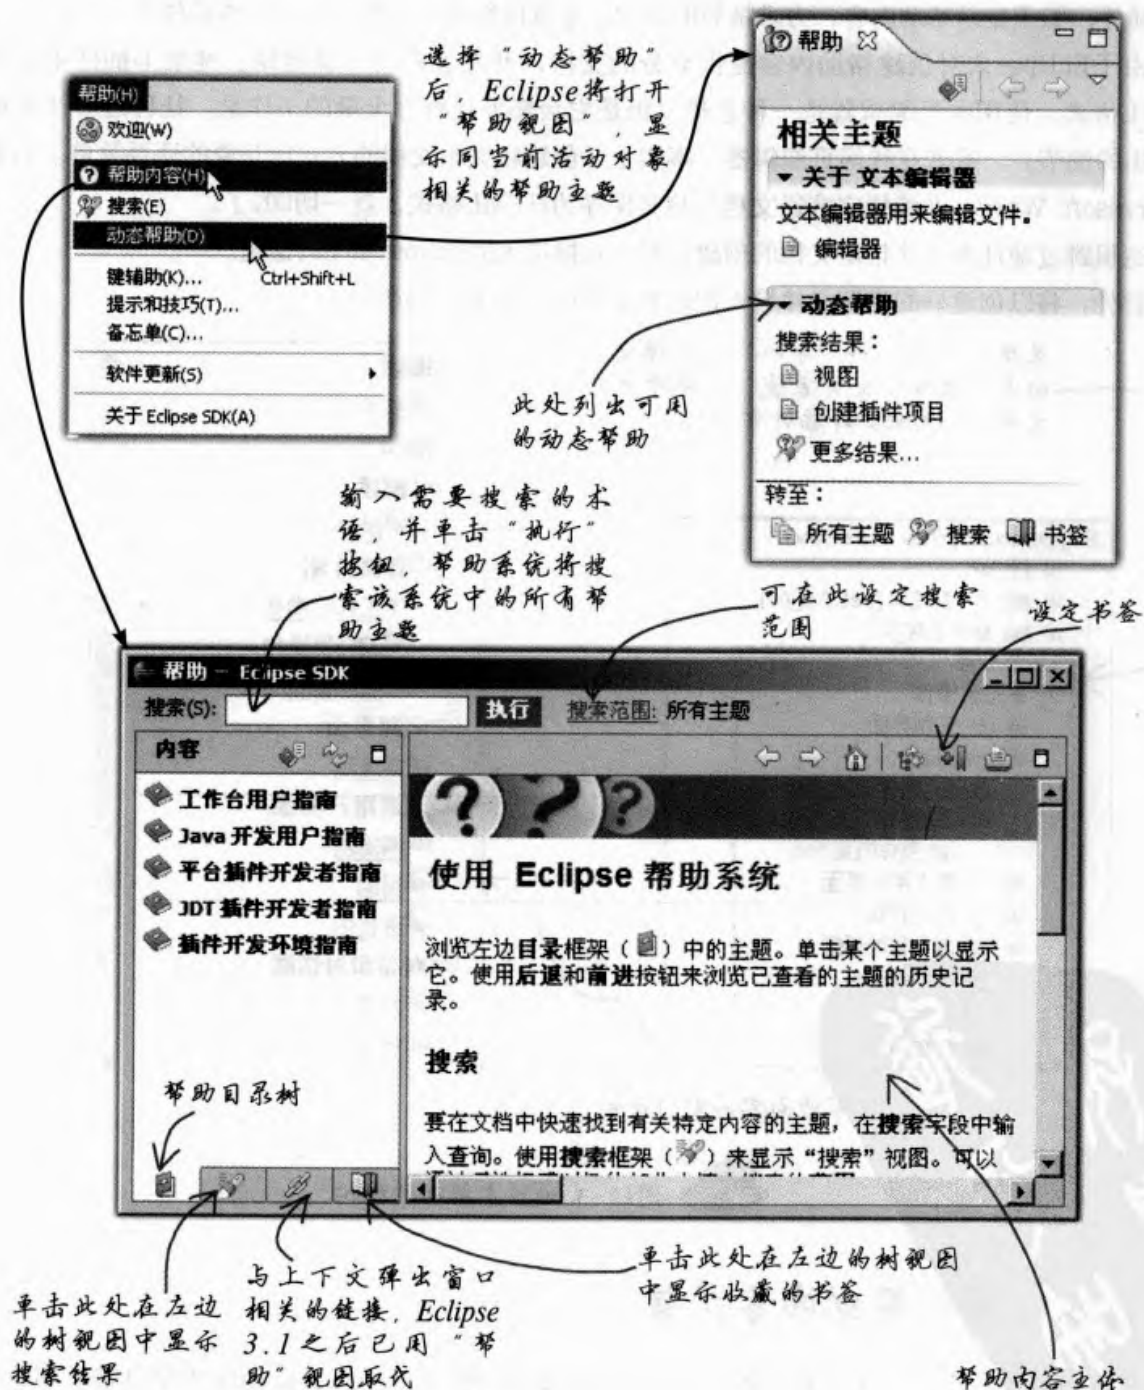 选择“动态帮助”
后，Eclipse将打开
“帮助视图”，显
示同当前活动对象
相关的帮助主题
帮助(H)
欢迎(W)
帮助内容(H)
搜索(E)
动态帮助(D)
键辅助(K)... Ctrl+Shift+L
提示和技巧(T)...
备忘单(C)...
软件更新(S)
关于 Eclipse SDK(A)
帮助
相关主题
关于 文本编辑器
文本编辑器用来编辑文件。
编辑器
动态帮助
搜索结果：
视图
创建插件项目
更多结果...
转至：
所有主题 搜索 书签
此处列出可用
的动态帮助
输入需要搜索的术
语，并单击“执行”
按钮，帮助系统将搜
索该系统中的所有帮
助主题
可在此设定搜索
范围
设定书签
帮助 - Eclipse SDK
搜索(S): 执行 搜索范围: 所有主题
内容
工作台用户指南
Java 开发用户指南
平台插件开发者指南
JDT 插件开发者指南
插件开发环境指南
使用 Eclipse 帮助系统
浏览左边目录框架（ ）中的主题。单击某个主题以显示
它。使用后退和前进按钮来浏览已查看的主题的历史记
录。
搜索
要在文档中快速找到有关特定内容的主题，在搜索字段中输
入查询。使用搜索框架（ ）来显示“搜索”视图。可以
帮助目录树
单击此处在左边
的树视图中显示
搜索结果
与上下文弹出窗口
相关的链接，Eclipse
3.1之后已用“帮
助”视图取代
单击此处在左边的树视图
中显示收藏的书签
帮助内容主体